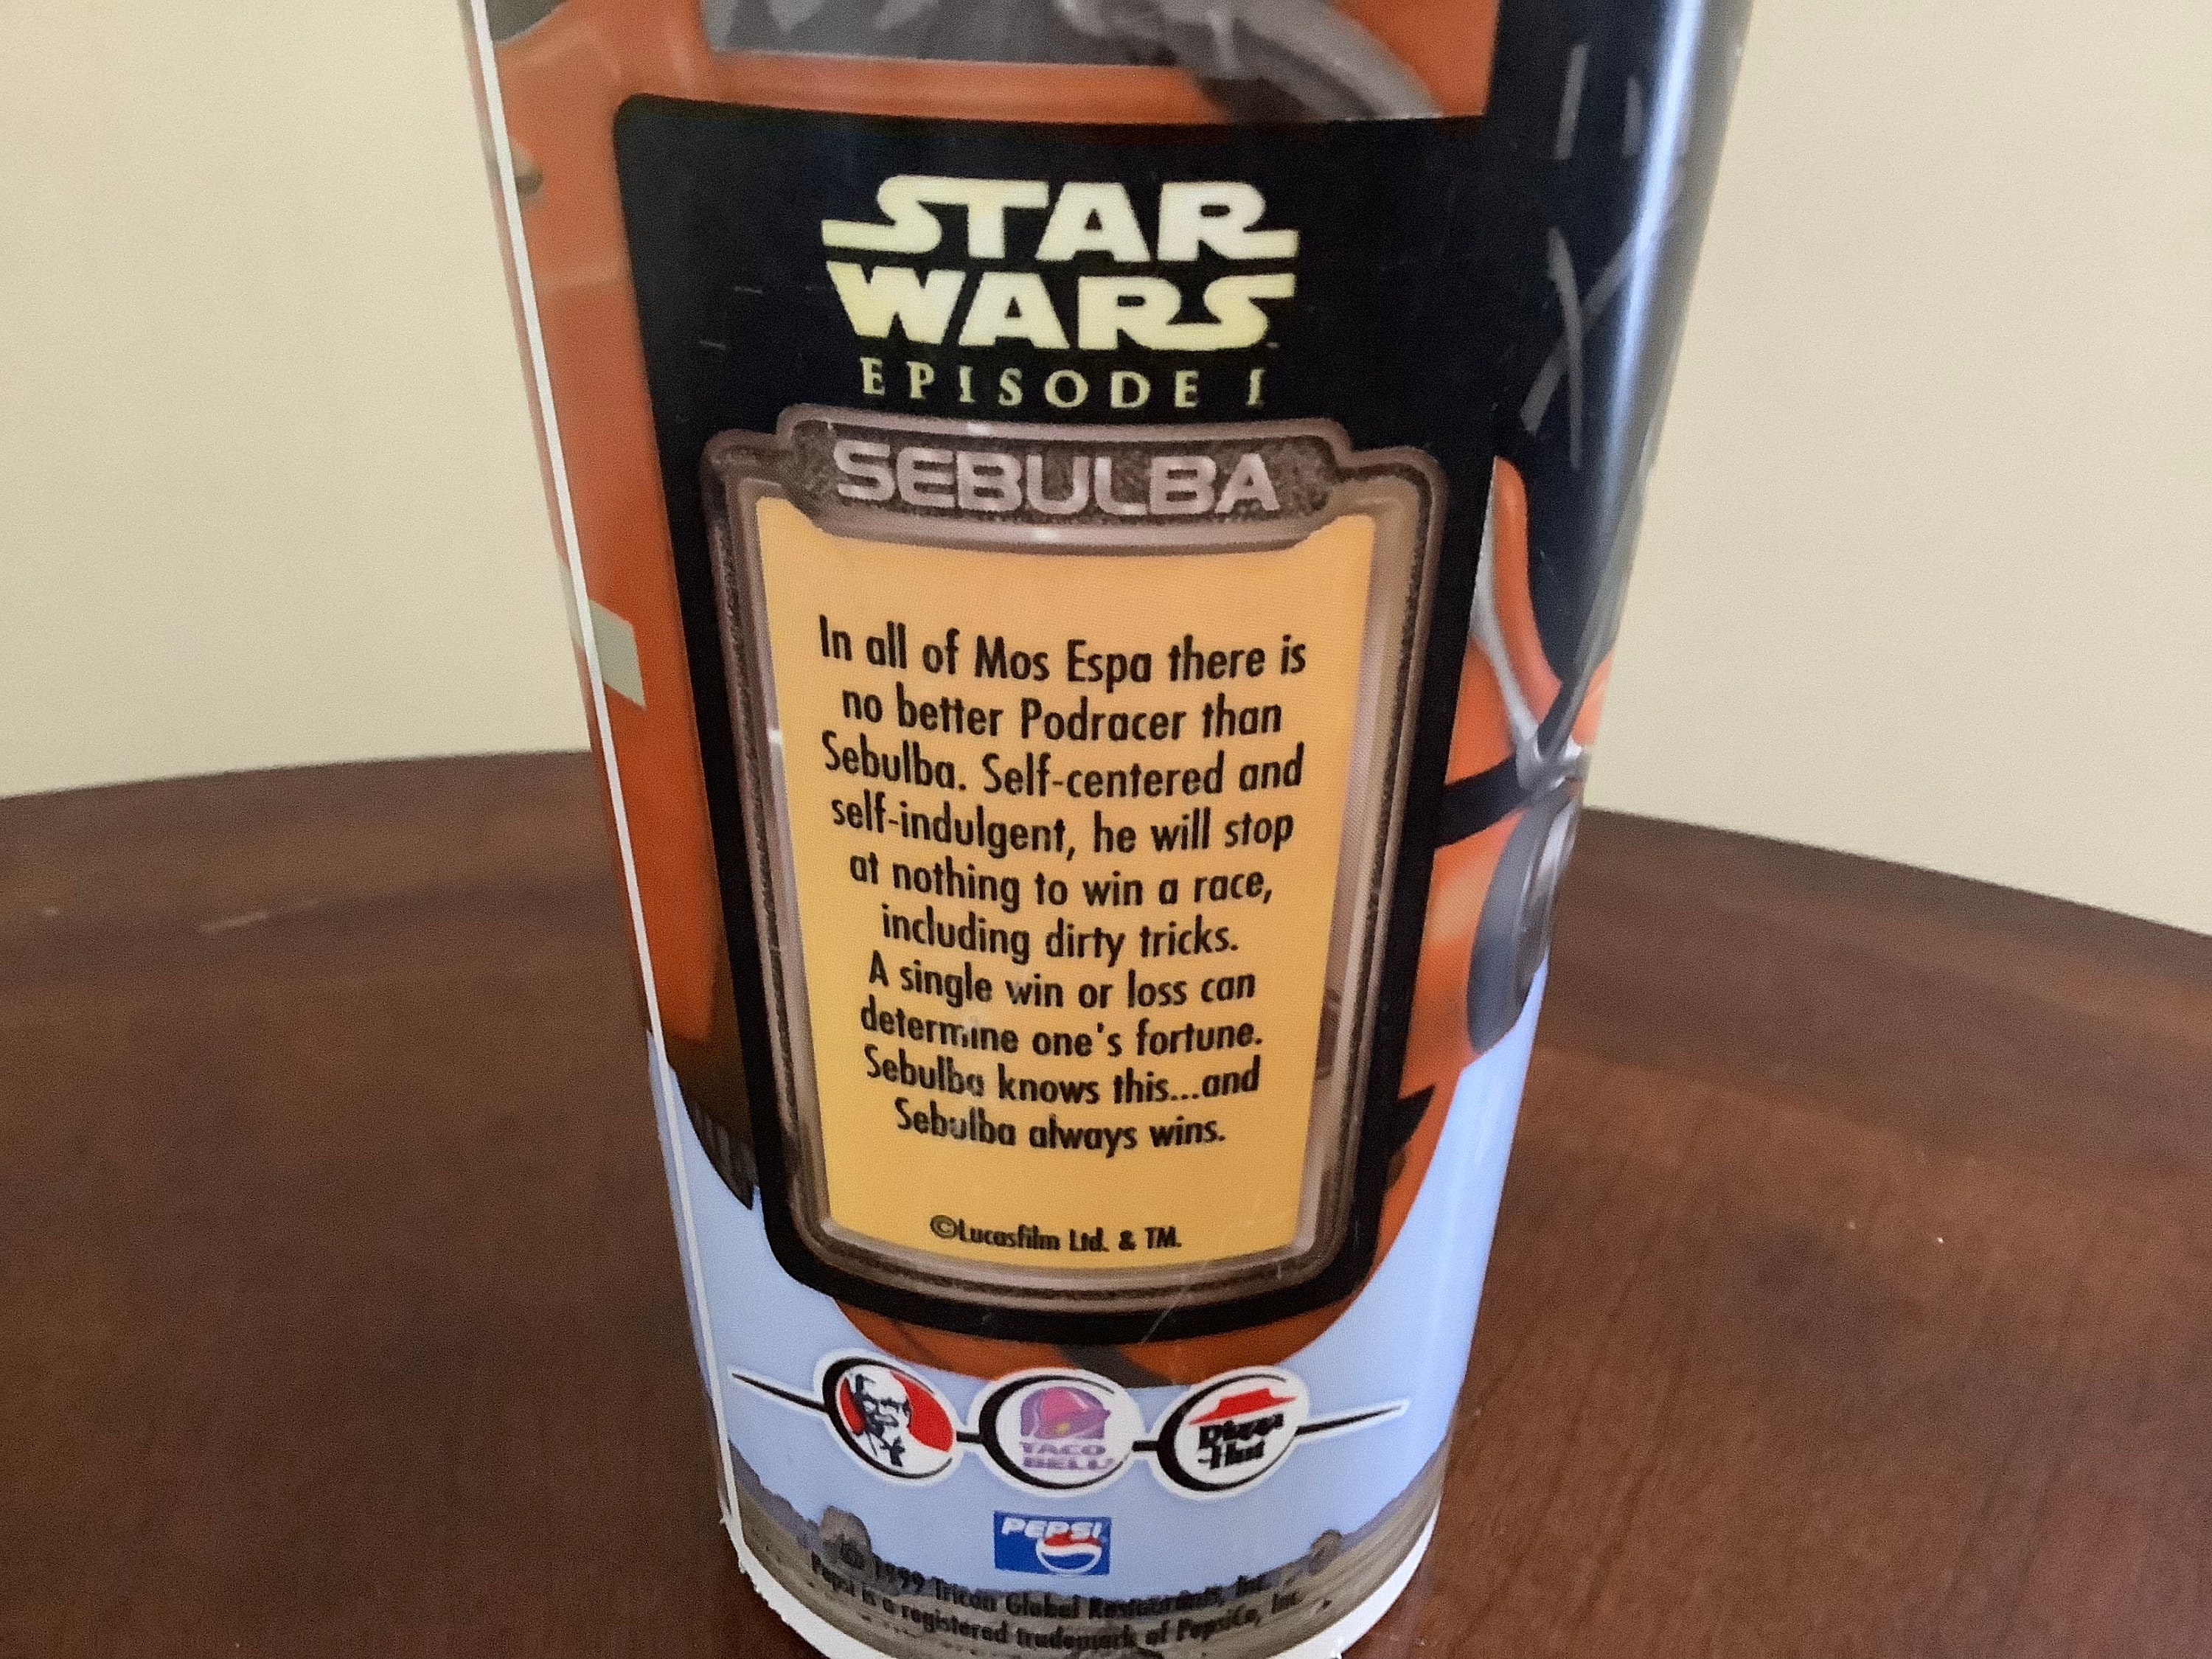 STAR
WARS
EPISODE I
SEBULBA
In all of Mos Espa there is
no better Podracer than
Sebulba. Self-centered and
self-indulgent, he will stop
at nothing to win a race,
including dirty tricks.
A single win or loss can
determine one's fortune.
Sebulba knows this...and
Sebulba always wins.
©Lucasfilm Ltd. & TM.
TACO
BELL
Pizza
Hut
PEPSI
© 1999 Tricon Global Restaurants, Inc.
Pepsi is a registered trademark of PepsiCo, Inc.